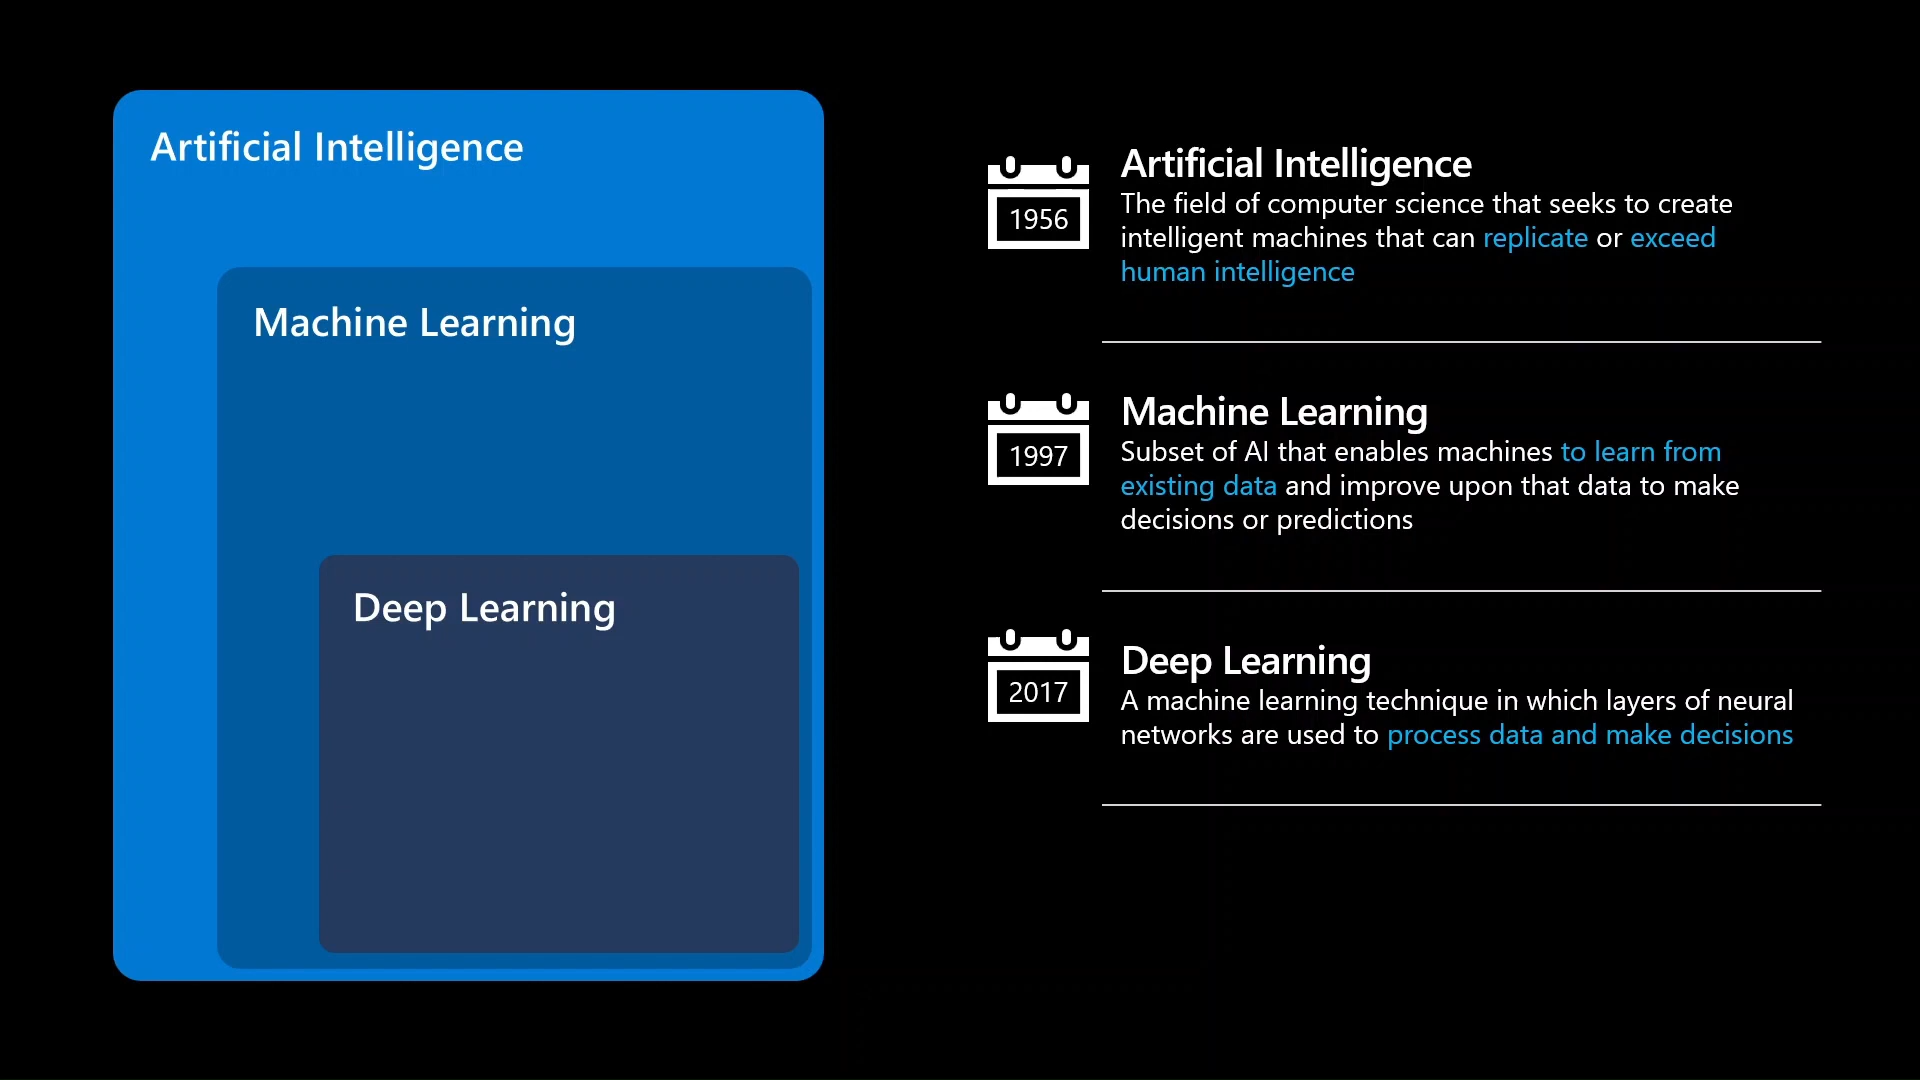 Artificial Intelligence
Machine Learning
Deep Learning
1956
Artificial Intelligence
The field of computer science that seeks to create
intelligent machines that can replicate or exceed
human intelligence
1997
Machine Learning
Subset of AI that enables machines to learn from
existing data and improve upon that data to make
decisions or predictions
2017
Deep Learning
A machine learning technique in which layers of neural
networks are used to process data and make decisions